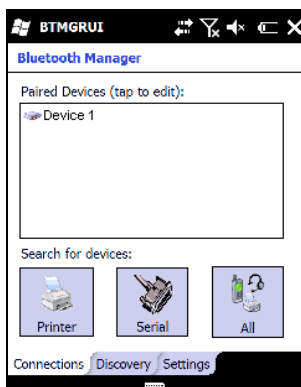 BTMGRUI
Bluetooth Manager
Paired Devices (tap to edit):
Device 1
Search for devices:
Printer Serial All
Connections Discovery Settings